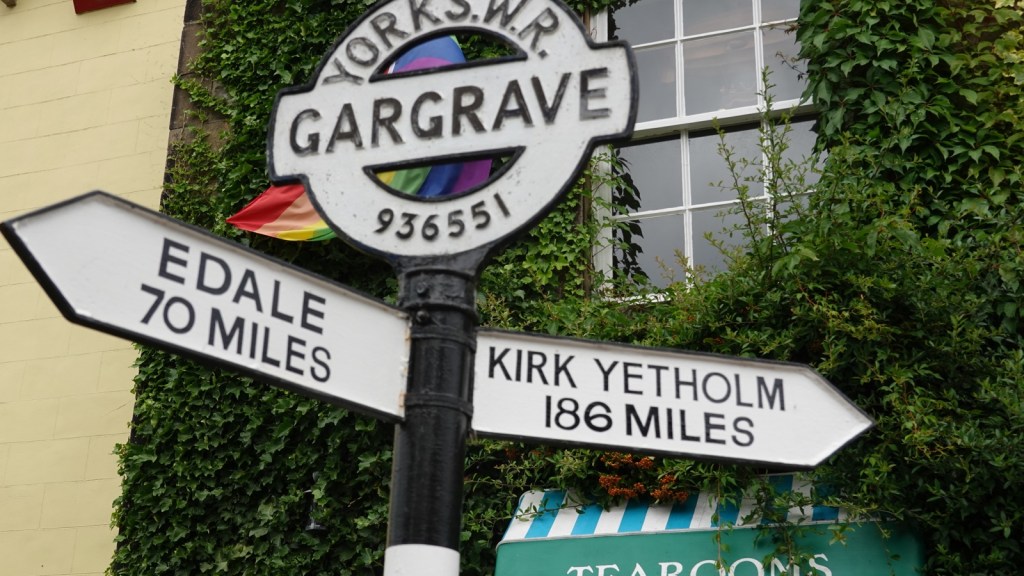 YORKS.W.R.
GARGRAVE
936551
EDALE
70 MILES
KIRK YETHOLM
186 MILES
TEAROOMS